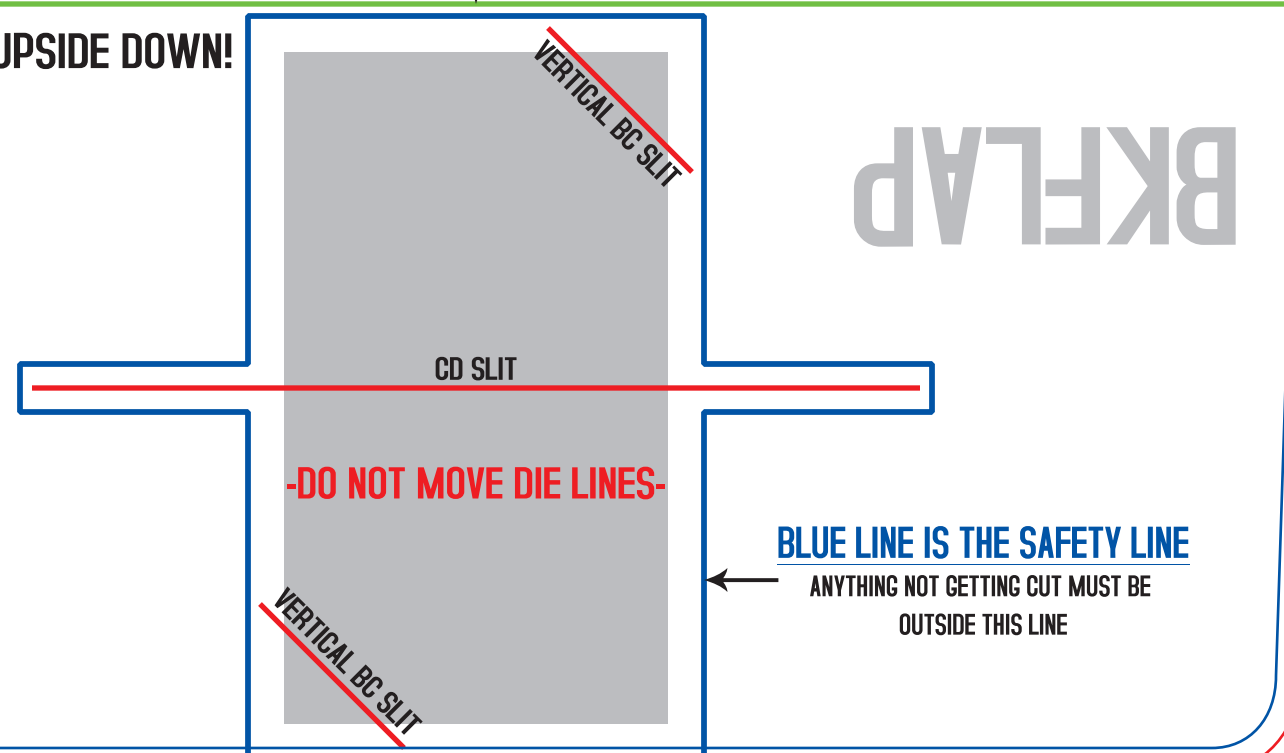 UPSIDE DOWN!
VERTICAL BC SLIT
BKFLAP
CD SLIT
-DO NOT MOVE DIE LINES-
BLUE LINE IS THE SAFETY LINE
ANYTHING NOT GETTING CUT MUST BE
OUTSIDE THIS LINE
VERTICAL BC SLIT